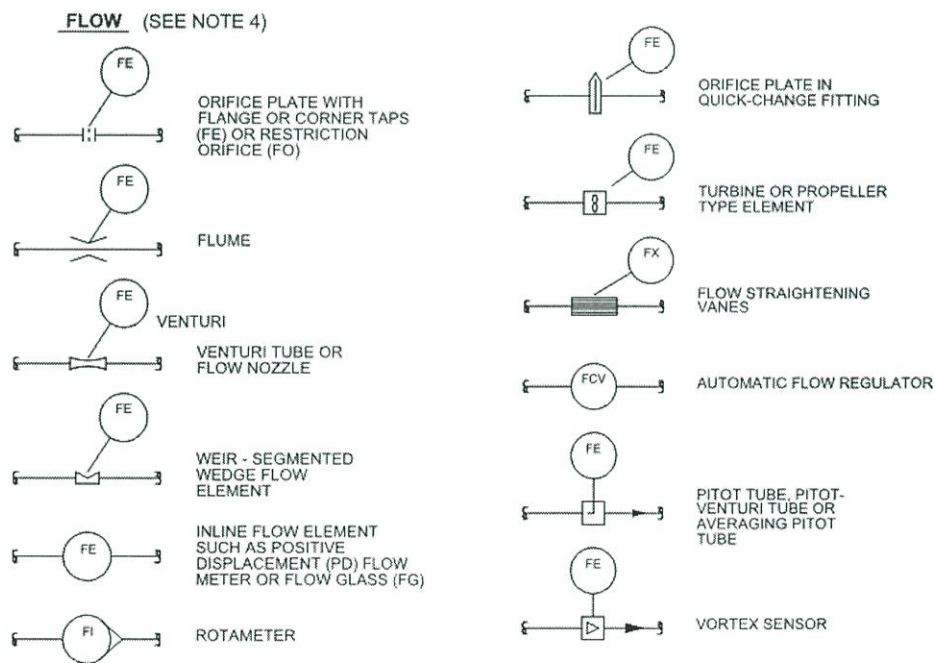 FLOW (SEE NOTE 4)
FE
ORIFICE PLATE WITH
FLANGE OR CORNER TAPS
(FE) OR RESTRICTION
ORIFICE (FO)
FE
FLUME
FE
VENTURI
VENTURI TUBE OR
FLOW NOZZLE
FE
WEIR - SEGMENTED
WEDGE FLOW
ELEMENT
FE
INLINE FLOW ELEMENT
SUCH AS POSITIVE
DISPLACEMENT (PD) FLOW
METER OR FLOW GLASS (FG)
FI
ROTAMETER
FE
ORIFICE PLATE IN
QUICK-CHANGE FITTING
FE
TURBINE OR PROPELLER
TYPE ELEMENT
FX
FLOW STRAIGHTENING
VANES
FCV
AUTOMATIC FLOW REGULATOR
FE
PITOT TUBE, PITOT-
VENTURI TUBE OR
AVERAGING PITOT
TUBE
FE
VORTEX SENSOR